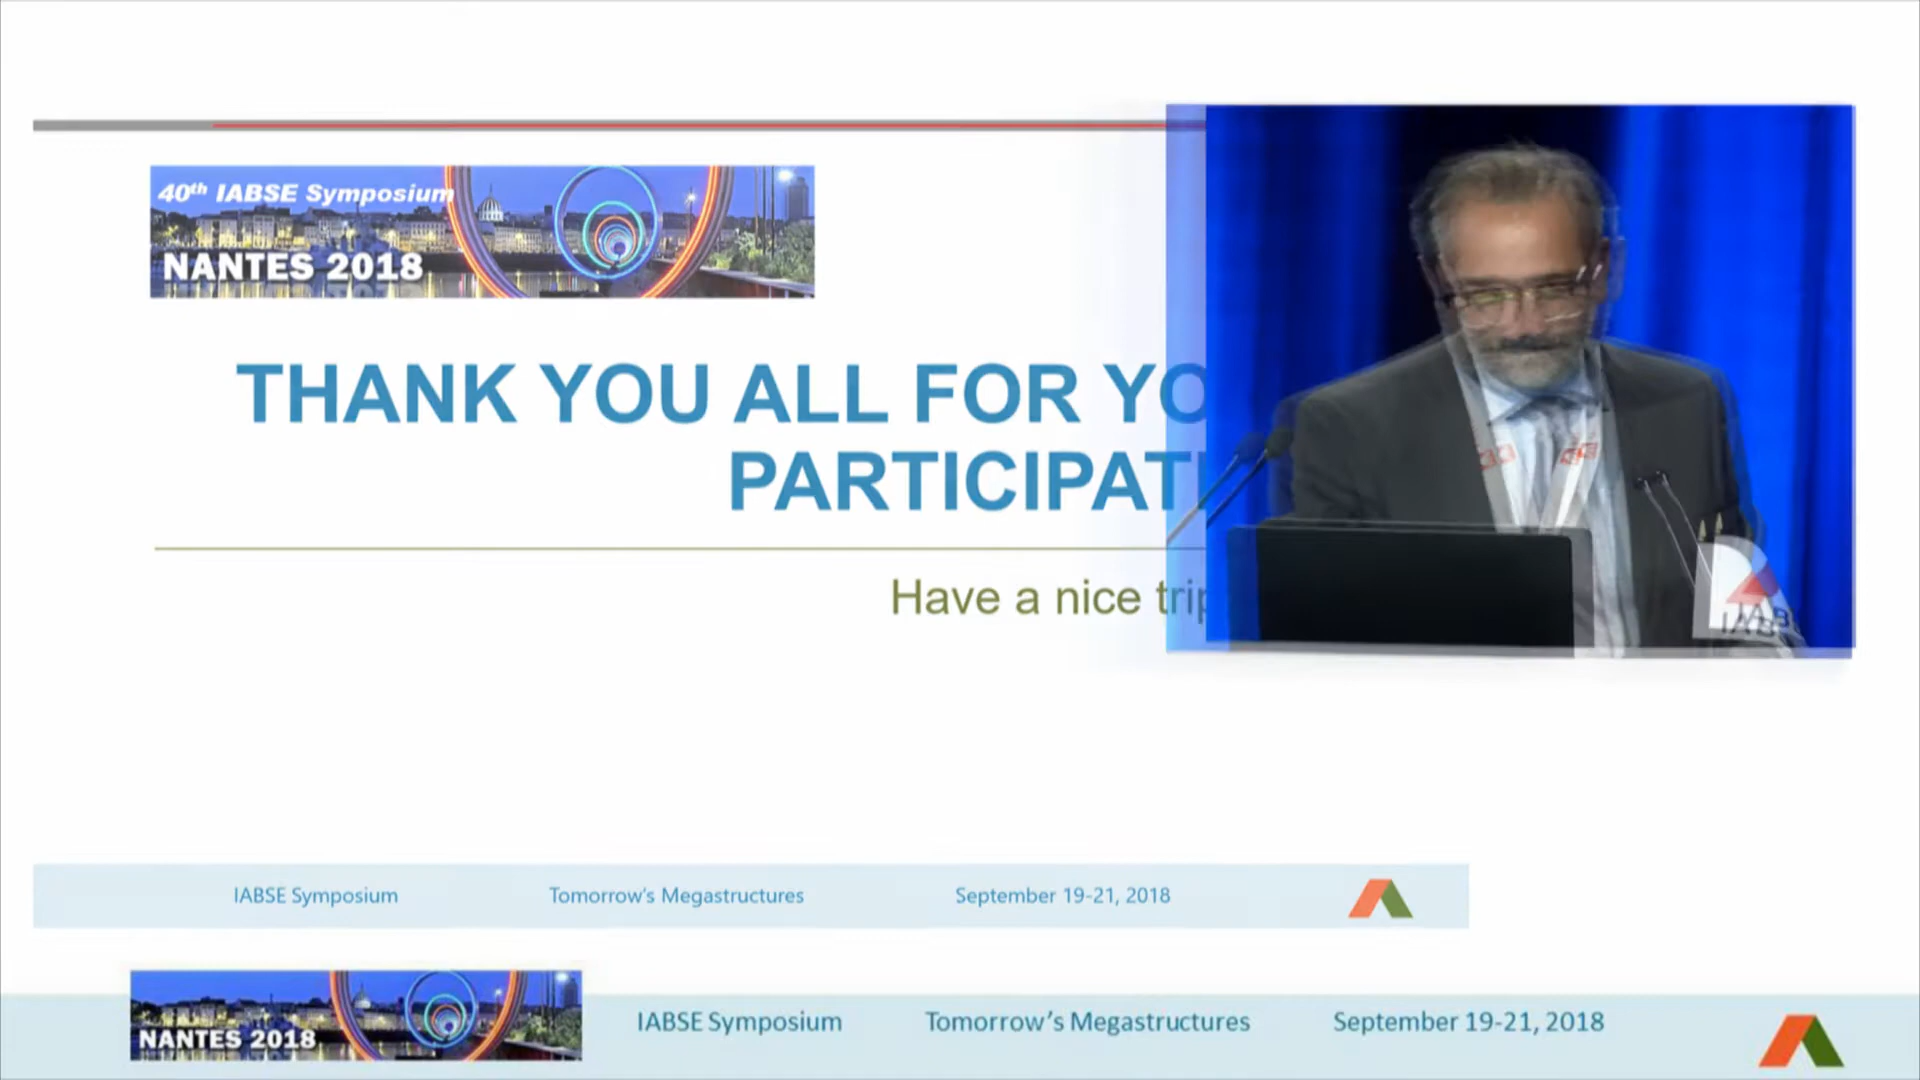 40th IABSE Symposium
NANTES 2018
THANK YOU ALL FOR YO
PARTICIPAT
Have a nice trip
IABSE Symposium Tomorrow's Megastructures September 19-21, 2018
NANTES 2018
IABSE Symposium Tomorrow's Megastructures September 19-21, 2018